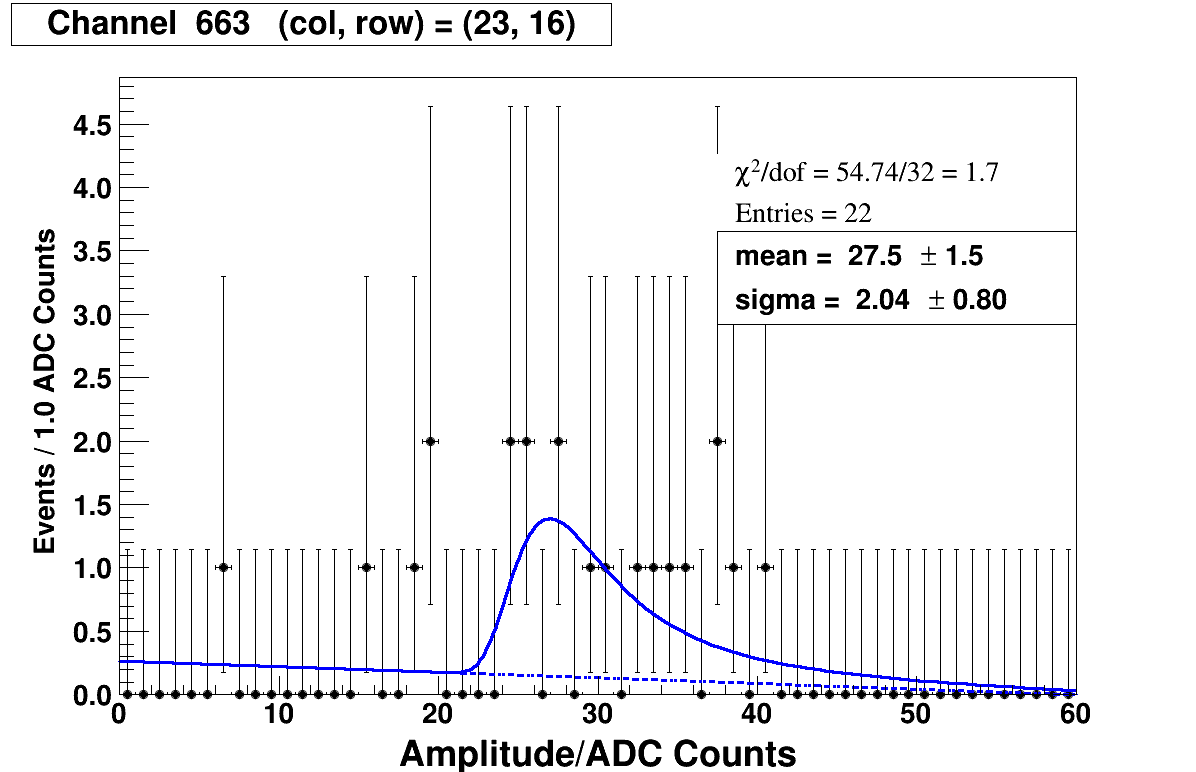 Channel 663 (col, row) = (23, 16)
χ²/dof = 54.74/32 = 1.7
Entries = 22
mean = 27.5 ± 1.5
sigma = 2.04 ± 0.80
Events / 1.0 ADC Counts
4.5
4.0
3.5
3.0
2.5
2.0
1.5
1.0
0.5
0.0
0 10 20 30 40 50 60
Amplitude/ADC Counts